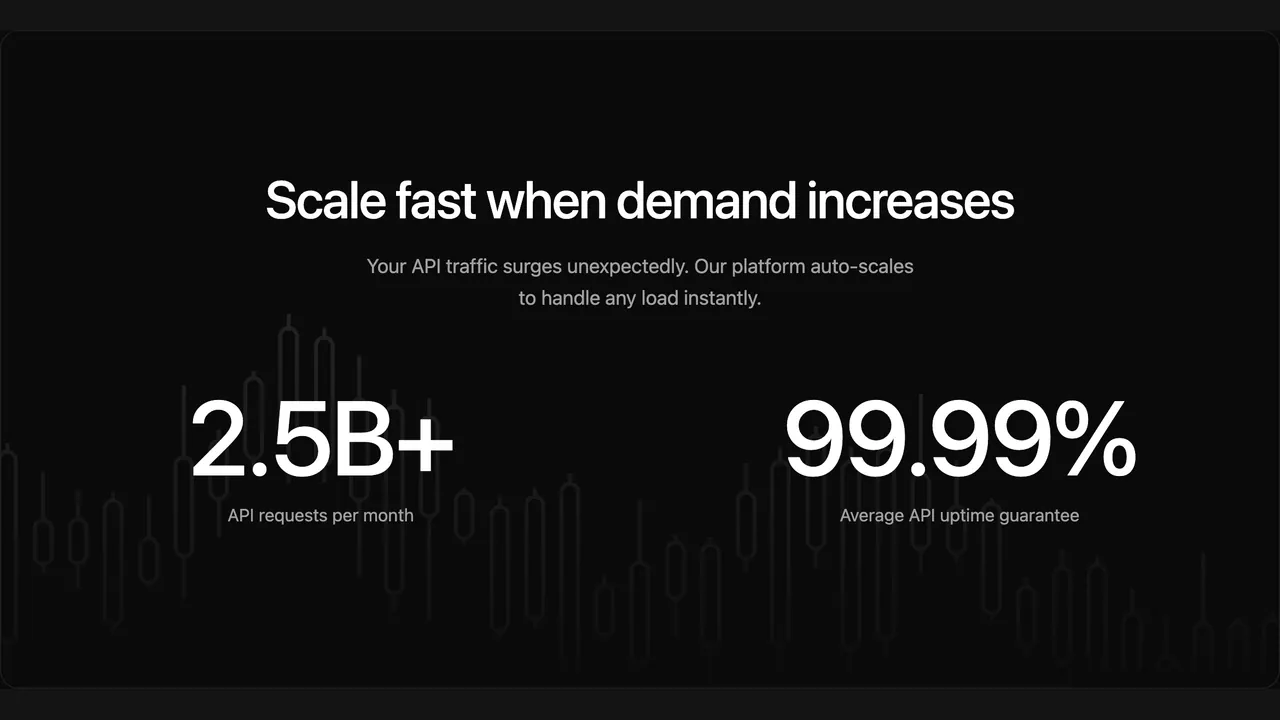 Scale fast when demand increases
Your API traffic surges unexpectedly. Our platform auto-scales
to handle any load instantly.
2.5B+
API requests per month
99.99%
Average API uptime guarantee